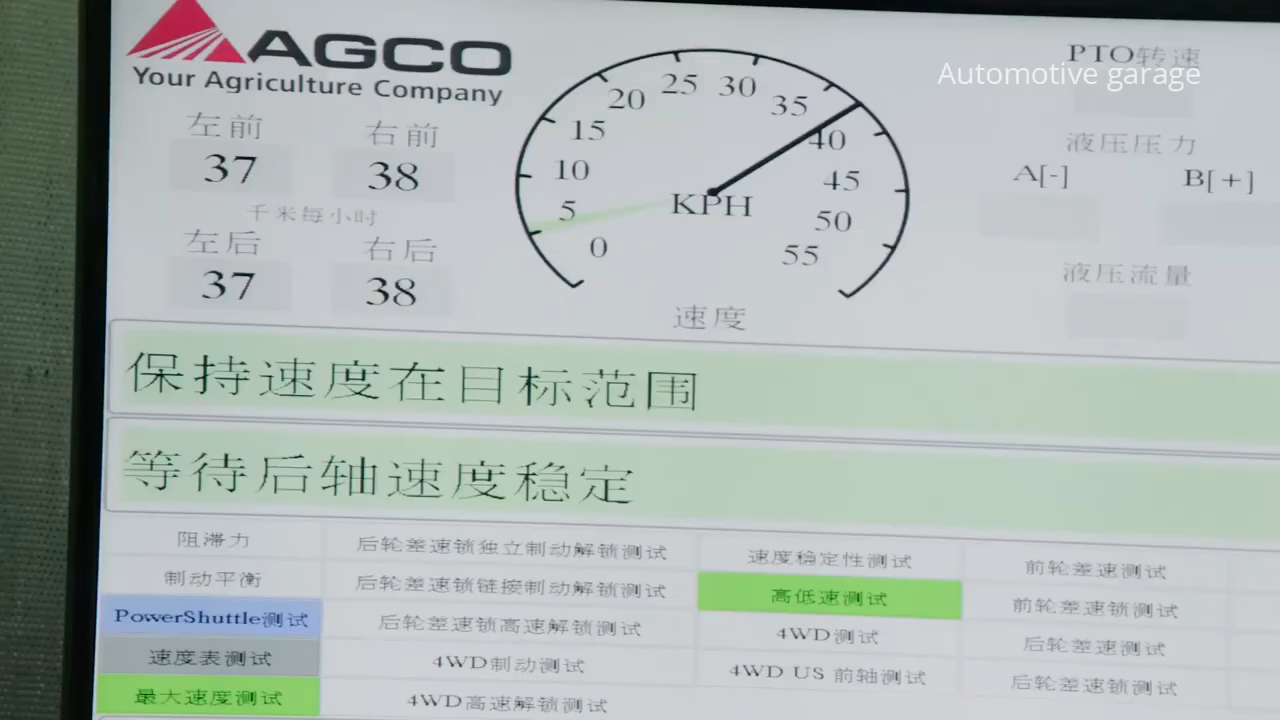 AGCO
Your Agriculture Company
Automotive garage
左前 右前
37 38
千米每小时
左后 右后
37 38
0 5 10 15 20 25 30 35 40 45 50 55
KPH
速度
PTO转速
液压压力
A[-] B[+]
液压流量
保持速度在目标范围
等待后轴速度稳定
阻滞力 后轮差速锁独立制动解锁测试 速度稳定性测试 前轮差速测试
制动平衡 后轮差速锁链接制动解锁测试 高低速测试 前轮差速锁测试
PowerShuttle测试 后轮差速锁高速解锁测试 4WD测试 后轮差速测试
速度表测试 4WD制动测试 4WD US 前轴测试 后轮差速锁测试
最大速度测试 4WD高速解锁测试